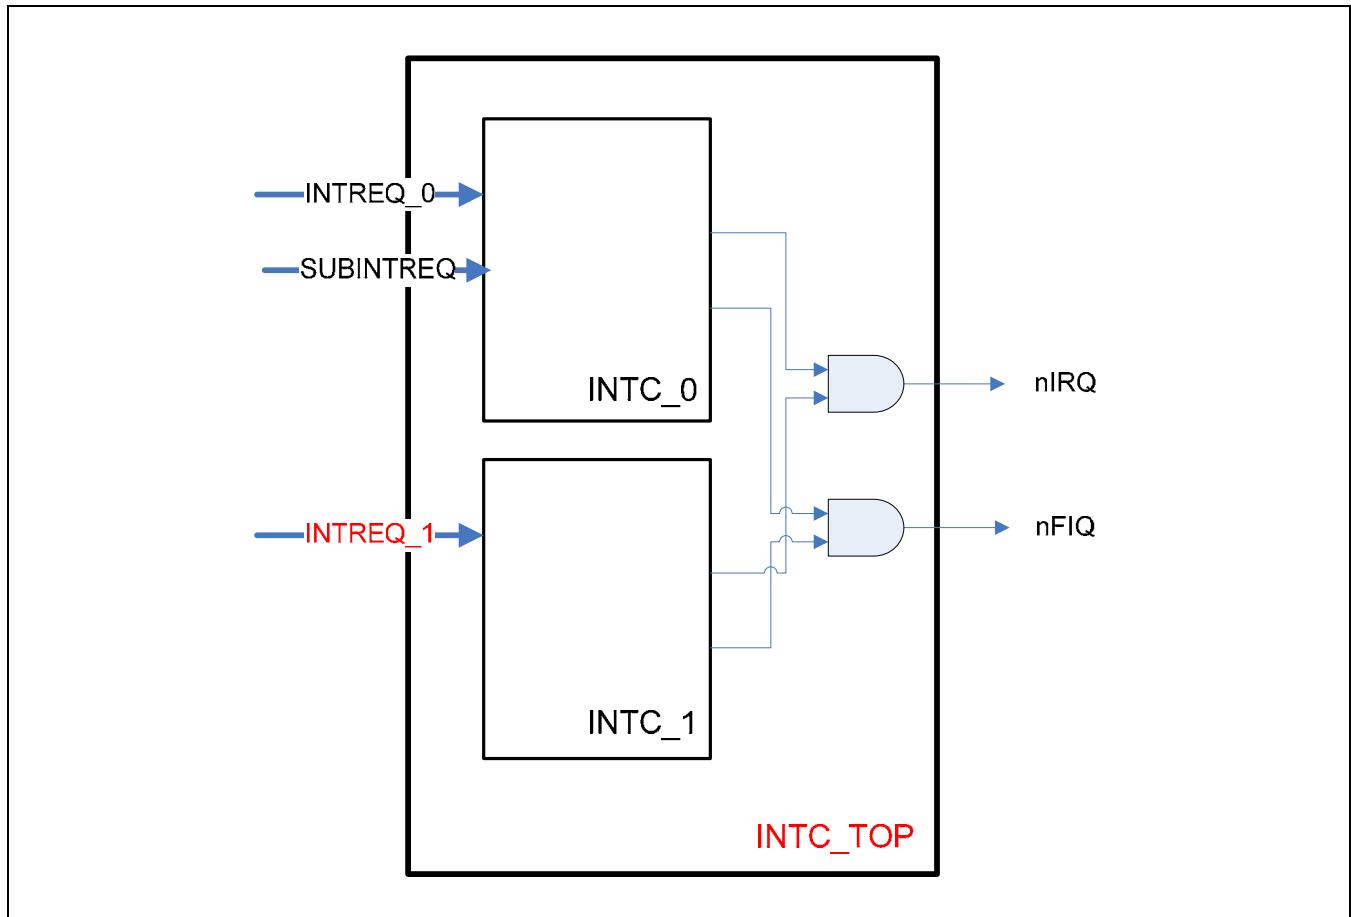 INTREQ_0
SUBINTREQ
INTC_0
nIRQ
INTREQ_1
nFIQ
INTC_1
INTC_TOP